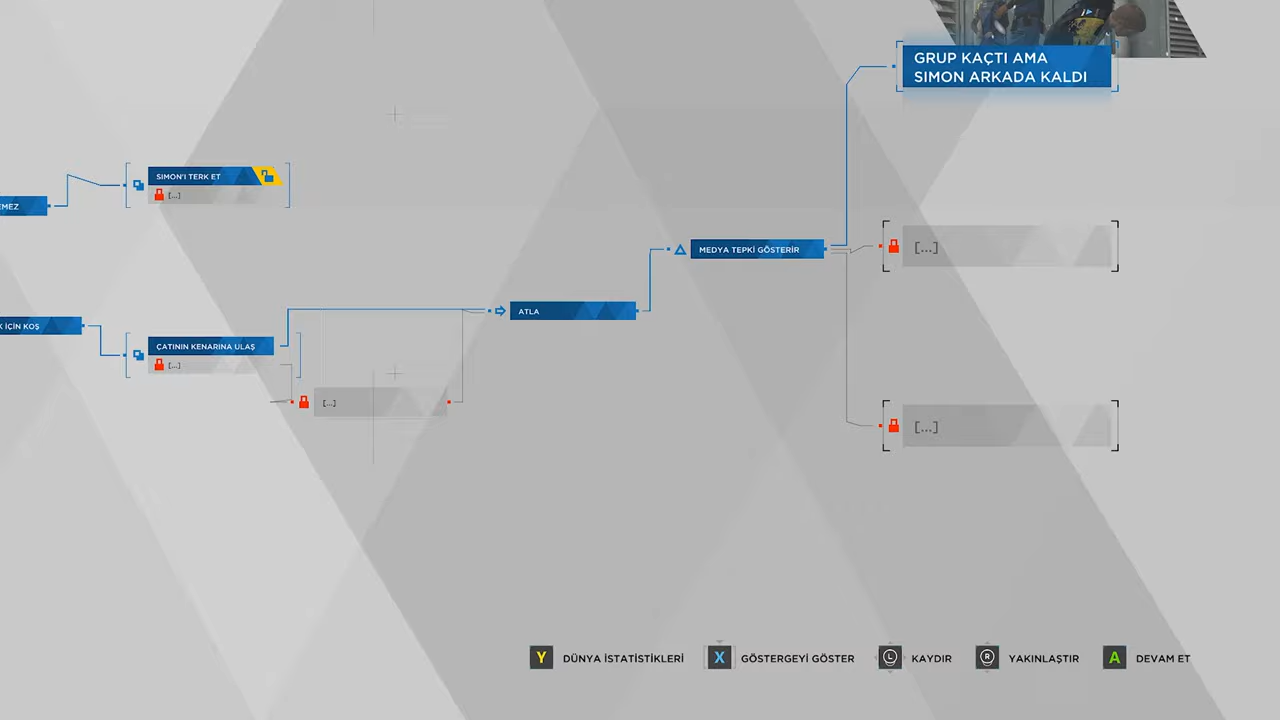 GRUP KAÇTI AMA
SIMON ARKADA KALDI
SIMON'I TERK ET
[...]
EMEZ
MEDYA TEPKİ GÖSTERİR
[...]
ATLA
K İÇİN KOŞ
ÇATININ KENARINA ULAŞ
[...]
[...]
[...]
Y DÜNYA İSTATİSTİKLERİ X GÖSTERGEYİ GÖSTER L KAYDIR R YAKINLAŞTIR A DEVAM ET